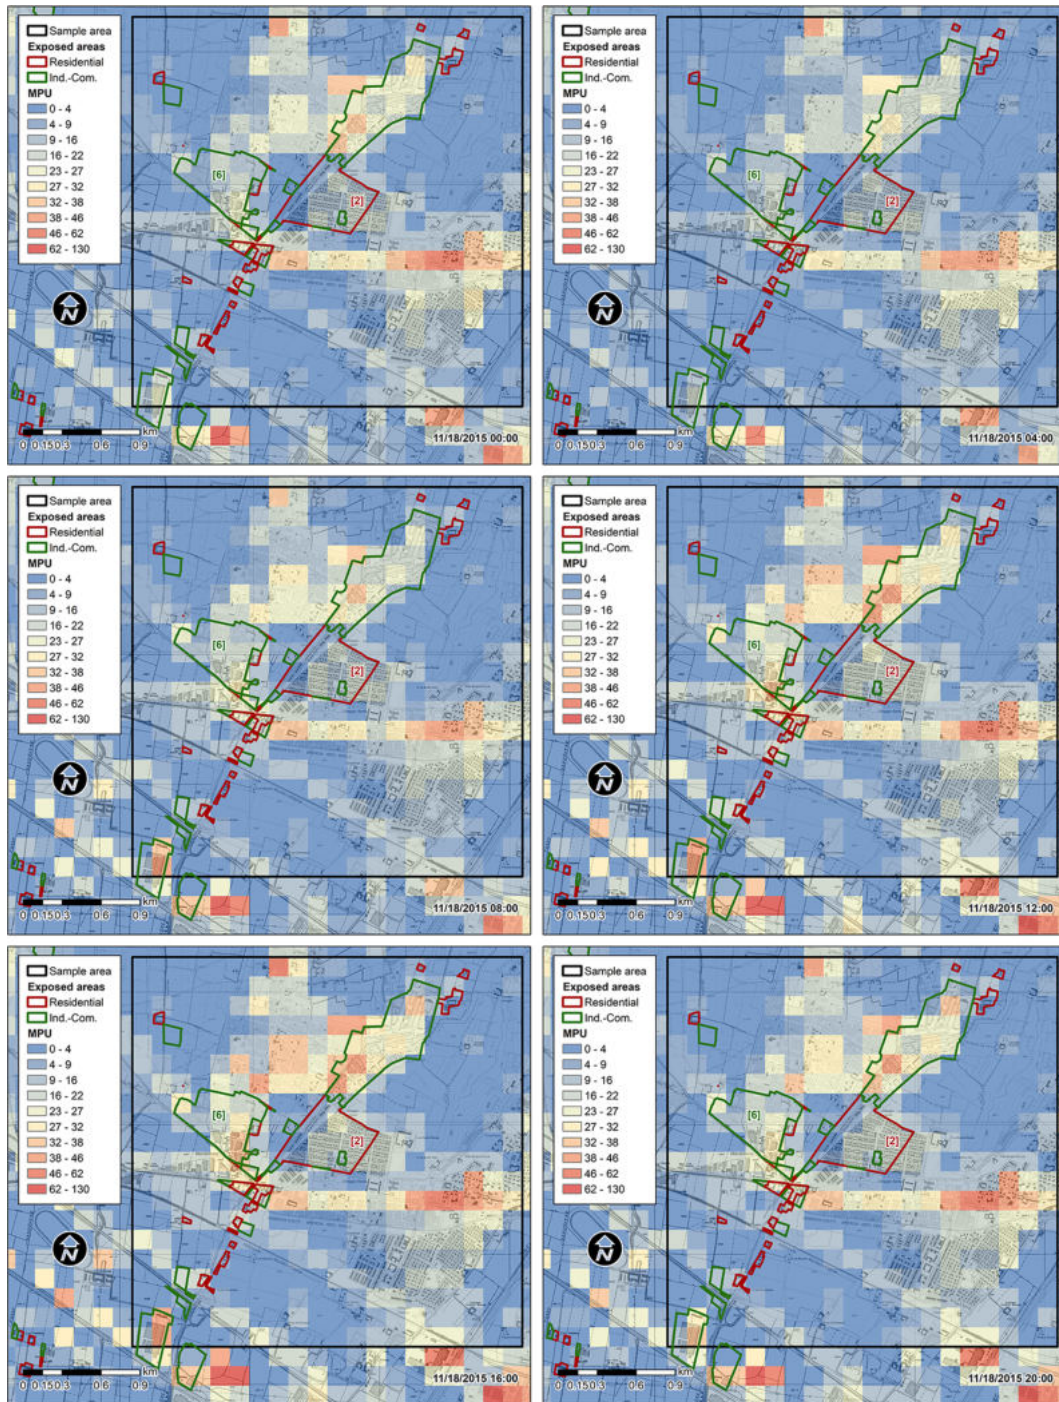 Sample area
Exposed areas
Residential
Ind.-Com.
MPU
0 - 4
4 - 9
9 - 16
16 - 22
23 - 27
27 - 32
32 - 38
38 - 46
46 - 62
62 - 130
[6]
[2]
N
km
0 0.15 0.3 0.6 0.9
11/18/2015 00:00
Sample area
Exposed areas
Residential
Ind.-Com.
MPU
0 - 4
4 - 9
9 - 16
16 - 22
23 - 27
27 - 32
32 - 38
38 - 46
46 - 62
62 - 130
[6]
[2]
N
km
0 0.15 0.3 0.6 0.9
11/18/2015 04:00
Sample area
Exposed areas
Residential
Ind.-Com.
MPU
0 - 4
4 - 9
9 - 16
16 - 22
23 - 27
27 - 32
32 - 38
38 - 46
46 - 62
62 - 130
[6]
[2]
N
km
0 0.15 0.3 0.6 0.9
11/18/2015 08:00
Sample area
Exposed areas
Residential
Ind.-Com.
MPU
0 - 4
4 - 9
9 - 16
16 - 22
23 - 27
27 - 32
32 - 38
38 - 46
46 - 62
62 - 130
[6]
[2]
N
km
0 0.15 0.3 0.6 0.9
11/18/2015 12:00
Sample area
Exposed areas
Residential
Ind.-Com.
MPU
0 - 4
4 - 9
9 - 16
16 - 22
23 - 27
27 - 32
32 - 38
38 - 46
46 - 62
62 - 130
[6]
[2]
N
km
0 0.15 0.3 0.6 0.9
11/18/2015 16:00
Sample area
Exposed areas
Residential
Ind.-Com.
MPU
0 - 4
4 - 9
9 - 16
16 - 22
23 - 27
27 - 32
32 - 38
38 - 46
46 - 62
62 - 130
[6]
[2]
N
km
0 0.15 0.3 0.6 0.9
11/18/2015 20:00